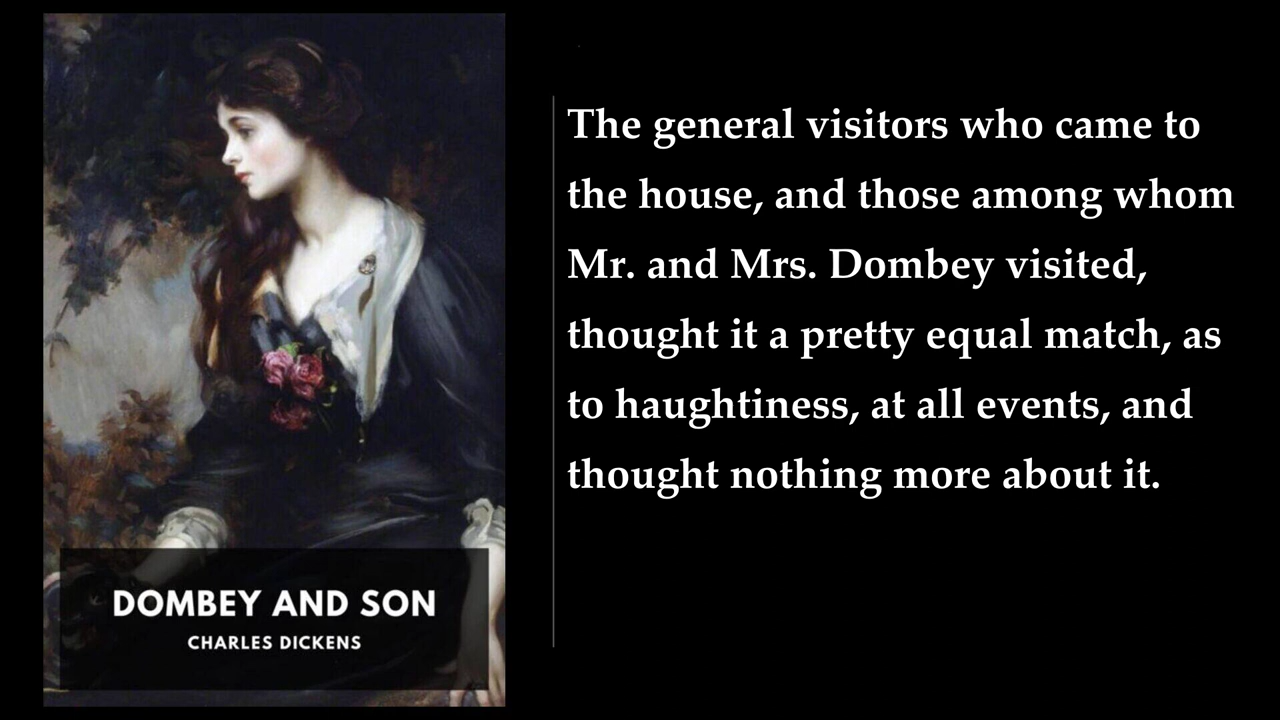 DOMBEY AND SON
CHARLES DICKENS
The general visitors who came to
the house, and those among whom
Mr. and Mrs. Dombey visited,
thought it a pretty equal match, as
to haughtiness, at all events, and
thought nothing more about it.